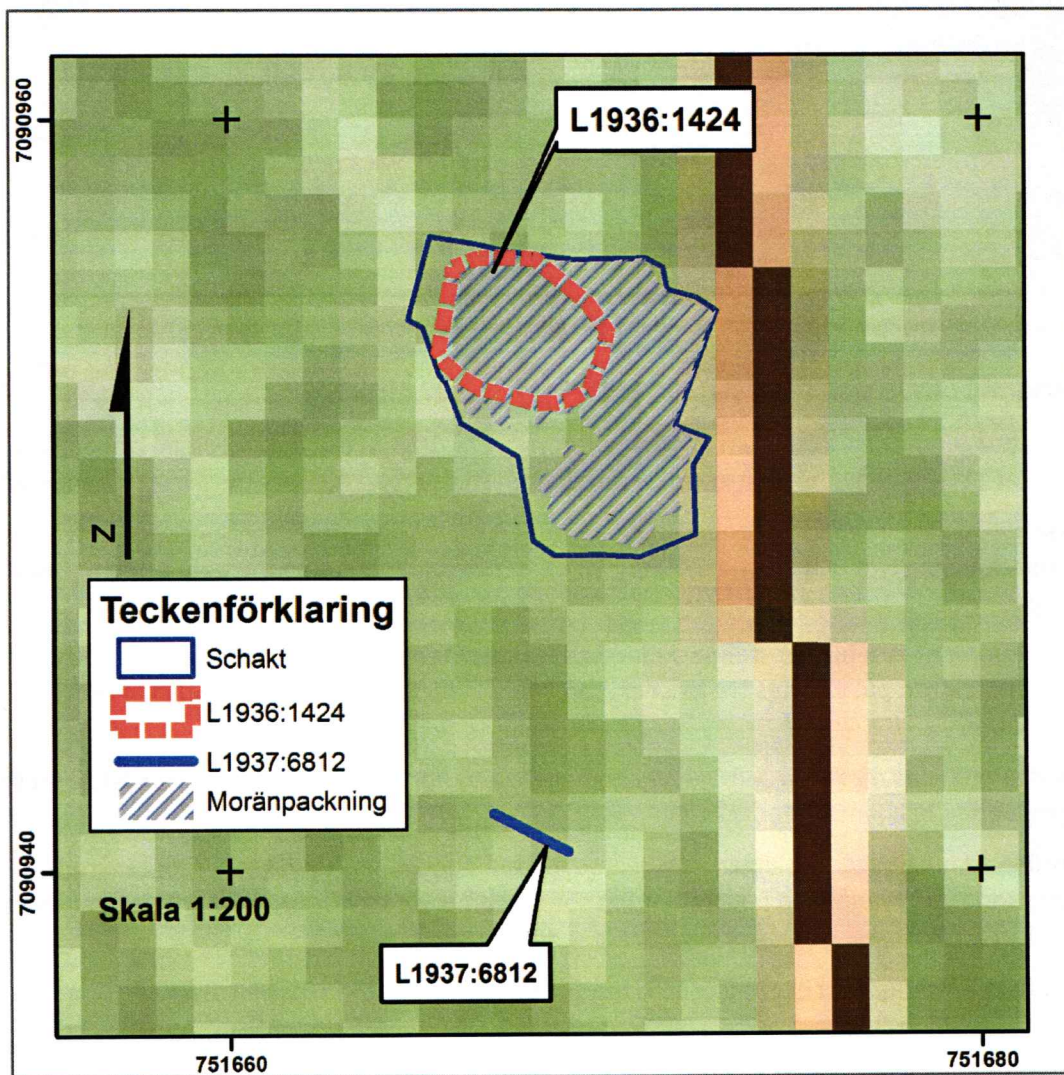 7090960
L1936:1424
N
Teckenförklaring
Schakt
L1936:1424
L1937:6812
Moränpackning
7090940
Skala 1:200
L1937:6812
751660
751680